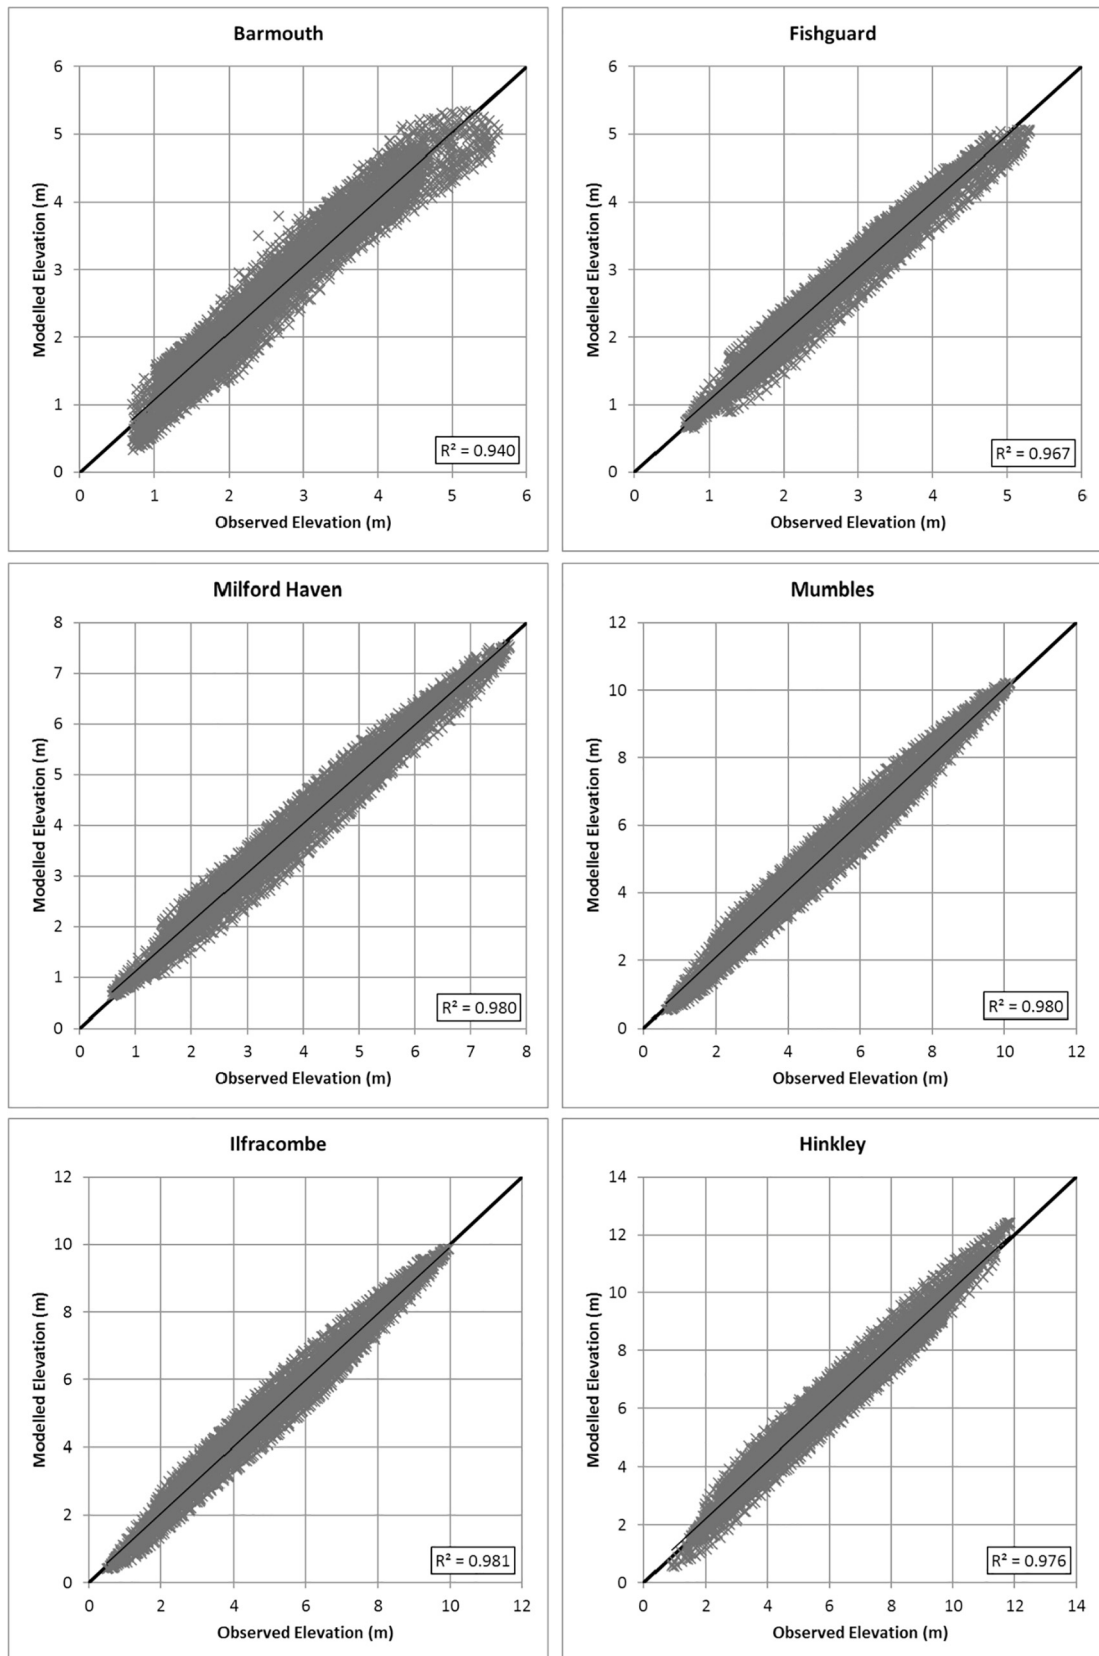 Barmouth
6
5
4
3
2
1
0
Modelled Elevation (m)
R² = 0.940
0 1 2 3 4 5 6
Observed Elevation (m)
Fishguard
6
5
4
3
2
1
0
Modelled Elevation (m)
R² = 0.967
0 1 2 3 4 5 6
Observed Elevation (m)
Milford Haven
8
7
6
5
4
3
2
1
0
Modelled Elevation (m)
R² = 0.980
0 1 2 3 4 5 6 7 8
Observed Elevation (m)
Mumbles
12
10
8
6
4
2
0
Modelled Elevation (m)
R² = 0.980
0 2 4 6 8 10 12
Observed Elevation (m)
Ilfracombe
12
10
8
6
4
2
0
Modelled Elevation (m)
R² = 0.981
0 2 4 6 8 10 12
Observed Elevation (m)
Hinkley
14
12
10
8
6
4
2
0
Modelled Elevation (m)
R² = 0.976
0 2 4 6 8 10 12 14
Observed Elevation (m)